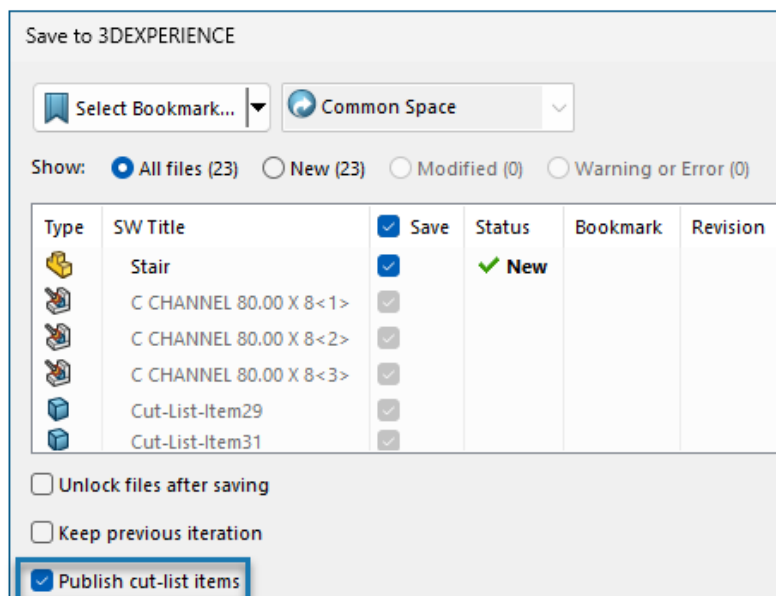 Save to 3DEXPERIENCE
Select Bookmark... Common Space
Show: All files (23) New (23) Modified (0) Warning or Error (0)
Type SW Title Save Status Bookmark Revision
Stair New
C CHANNEL 80.00 X 8<1>
C CHANNEL 80.00 X 8<2>
C CHANNEL 80.00 X 8<3>
Cut-List-Item29
Cut-List-Item31
Unlock files after saving
Keep previous iteration
Publish cut-list items